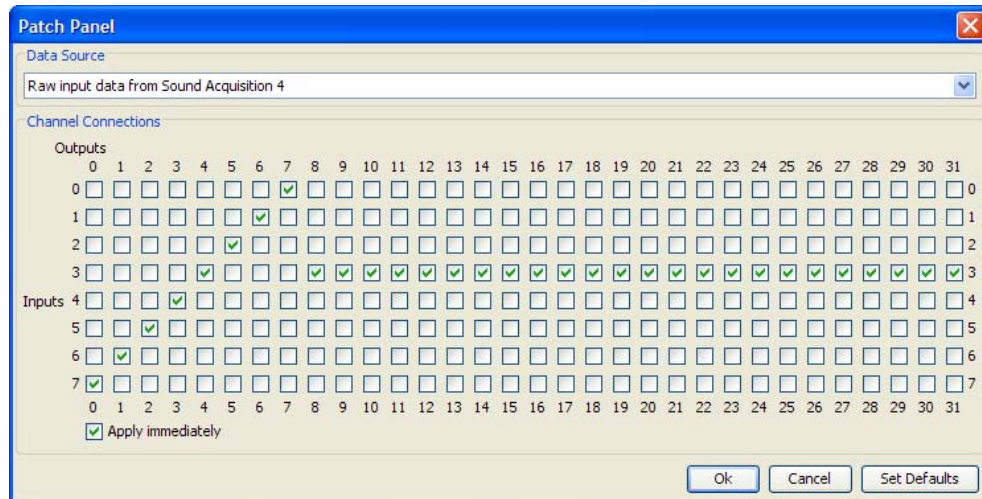 Patch Panel
Data Source
Raw input data from Sound Acquisition 4
Channel Connections
Outputs
0 1 2 3 4 5 6 7 8 9 10 11 12 13 14 15 16 17 18 19 20 21 22 23 24 25 26 27 28 29 30 31
0 0
1 1
2 2
3 3
Inputs 4 4
5 5
6 6
7 7
0 1 2 3 4 5 6 7 8 9 10 11 12 13 14 15 16 17 18 19 20 21 22 23 24 25 26 27 28 29 30 31
Apply immediately
Ok Cancel Set Defaults